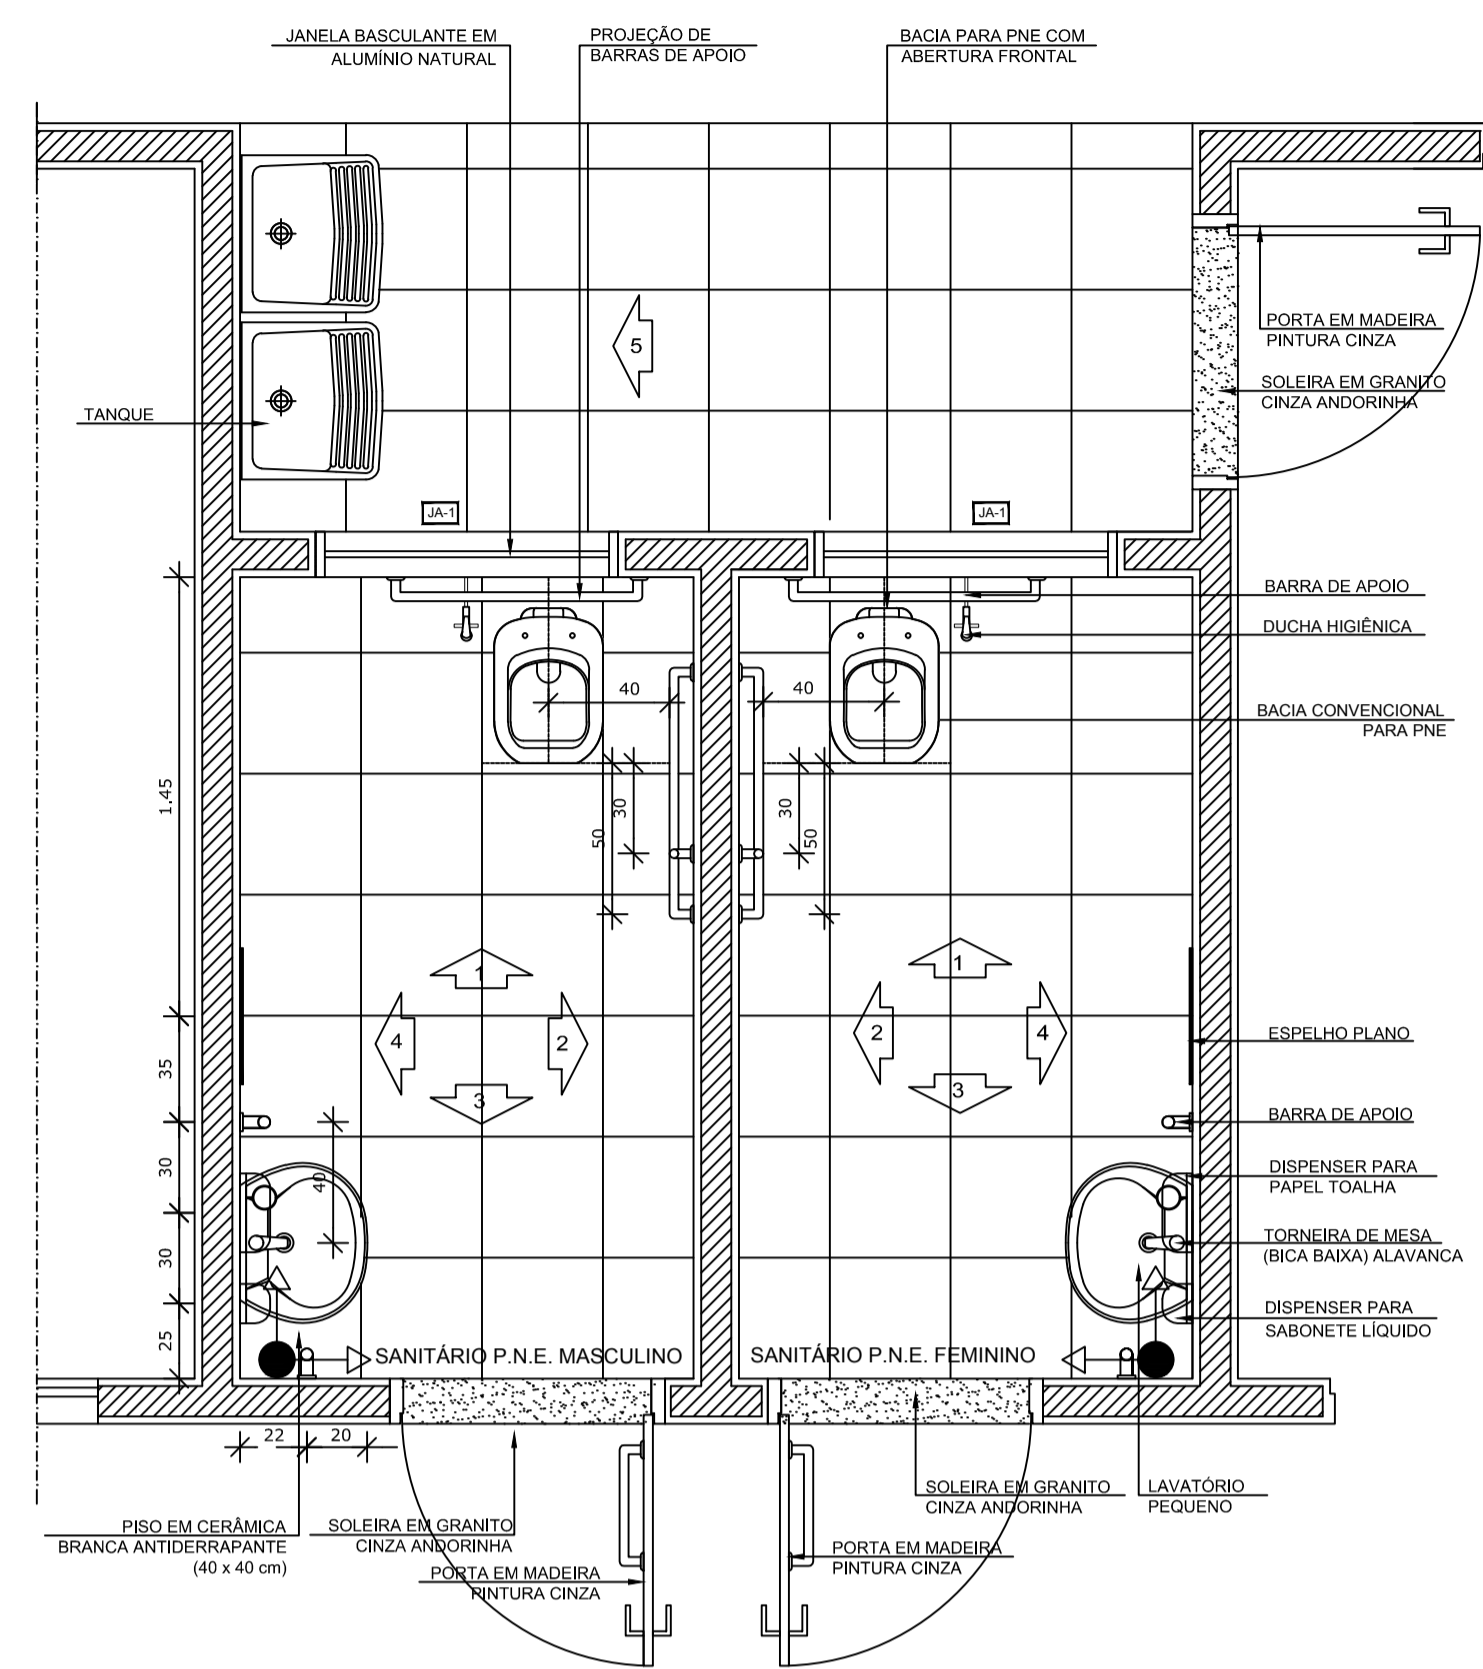 JANELA BASCULANTE EM
ALUMÍNIO NATURAL
PROJEÇÃO DE
BARRAS DE APOIO
BACIA PARA PNE COM
ABERTURA FRONTAL
PORTA EM MADEIRA
PINTURA CINZA
5
SOLEIRA EM GRANITO
CINZA ANDORINHA
TANQUE
JA-1
JA-1
BARRA DE APOIO
DUCHA HIGIÊNICA
40
40
BACIA CONVENCIONAL
PARA PNE
1.45
30
50
30
50
1
4
2
3
1
2
4
3
ESPELHO PLANO
35
BARRA DE APOIO
30
40
DISPENSER PARA
PAPEL TOALHA
30
TORNEIRA DE MESA
(BICA BAIXA) ALAVANCA
25
DISPENSER PARA
SABONETE LÍQUIDO
SANITÁRIO P.N.E. MASCULINO
SANITÁRIO P.N.E. FEMININO
22
20
SOLEIRA EM GRANITO
CINZA ANDORINHA
LAVATÓRIO
PEQUENO
PISO EM CERÂMICA
BRANCA ANTIDERRAPANTE
(40 x 40 cm)
SOLEIRA EM GRANITO
CINZA ANDORINHA
PORTA EM MADEIRA
PINTURA CINZA
PORTA EM MADEIRA
PINTURA CINZA